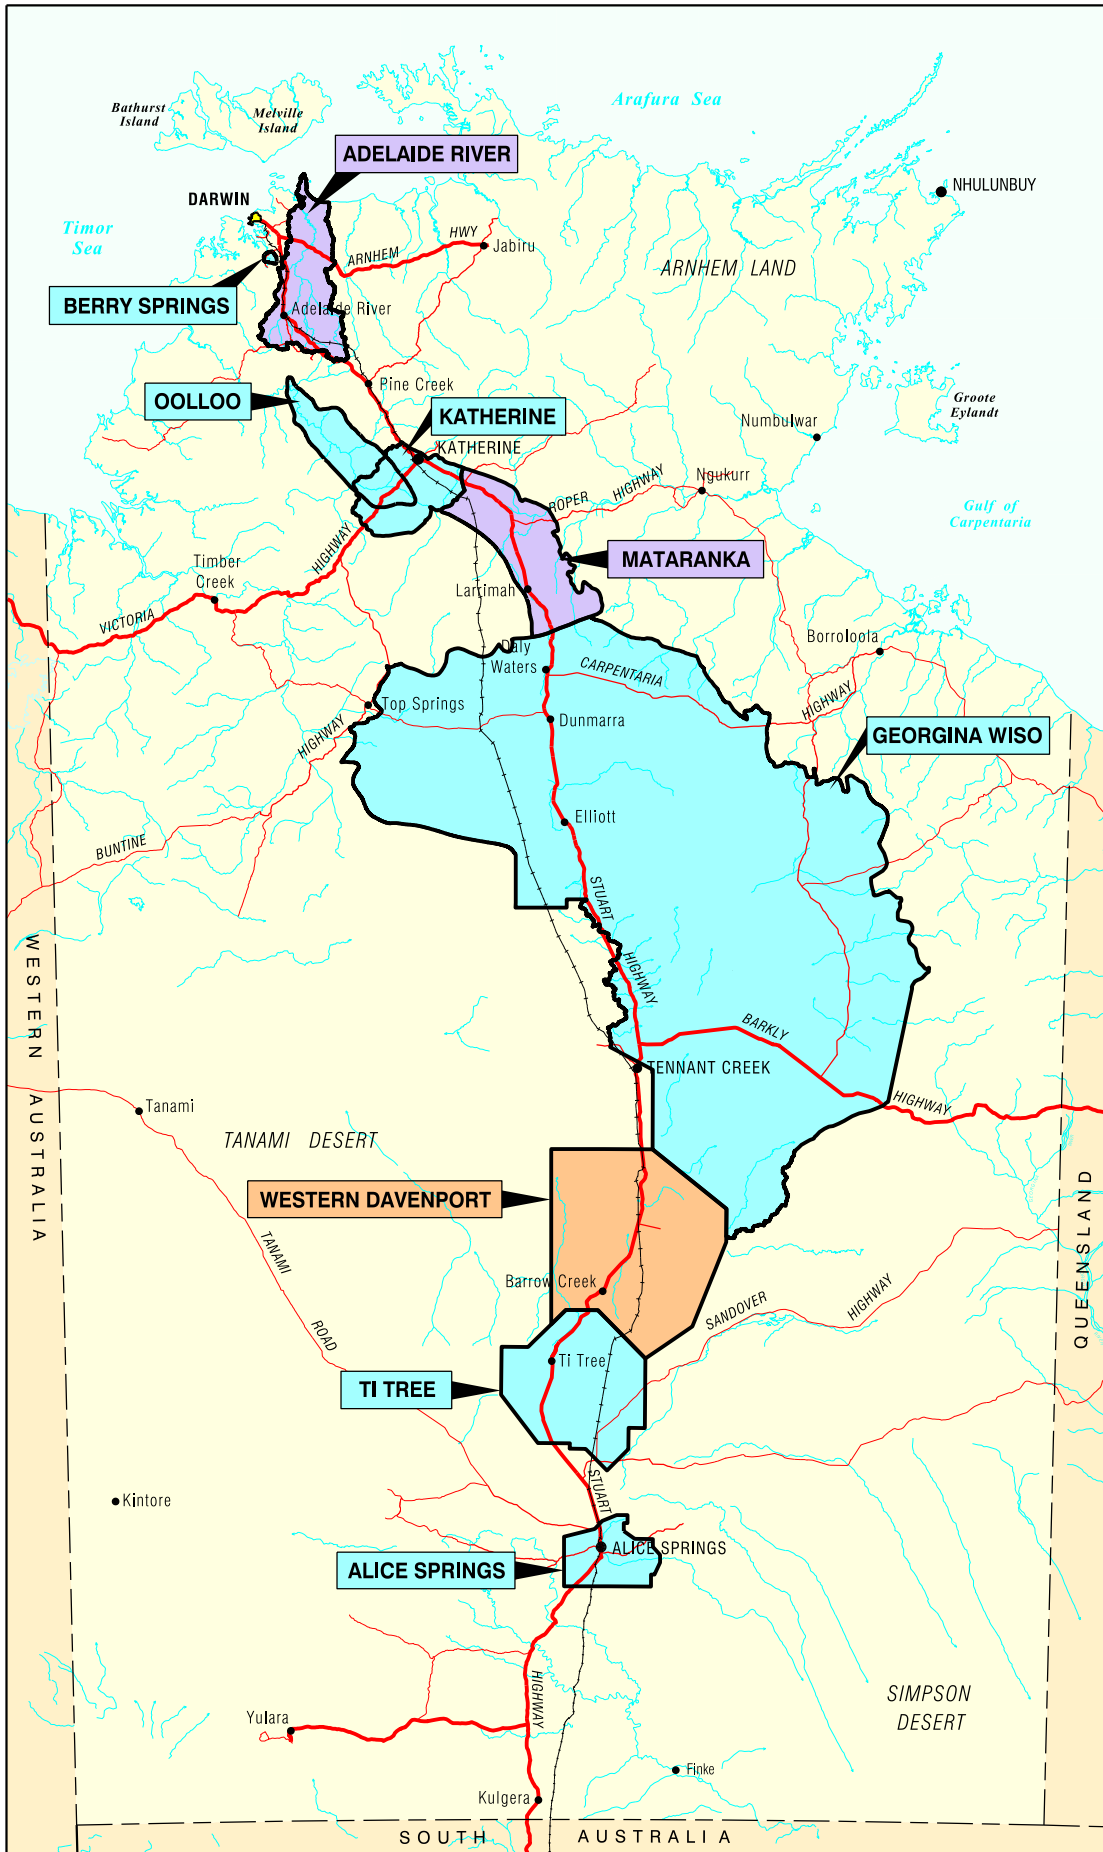 Arafura Sea
Bathurst
Island
Melville
Island
ADELAIDE RIVER
NHULUNBUY
DARWIN
Timor
Sea
ARNHEM
HWY
Jabiru
ARNHEM LAND
BERRY SPRINGS
Adelaide River
Pine Creek
OOLLOO
KATHERINE
Groote
Eylandt
Numbulwar
KATHERINE
ROPER
HIGHWAY
Ngukurr
Gulf of
Carpentaria
HIGHWAY
MATARANKA
Timber
Creek
Larrimah
VICTORIA
Borroloola
Daly
Waters
CARPENTARIA
HIGHWAY
Top Springs
Dunmarra
HIGHWAY
GEORGINA WISO
Elliott
BUNTINE
STUART
HIGHWAY
WESTERN AUSTRALIA
BARKLY
TENNANT CREEK
HIGHWAY
Tanami
TANAMI DESERT
WESTERN DAVENPORT
QUEENSLAND
TANAMI
ROAD
Barrow Creek
SANDOVER
HIGHWAY
Ti Tree
TI TREE
STUART
Kintore
ALICE SPRINGS
ALICE SPRINGS
HIGHWAY
SIMPSON
DESERT
Yulara
Finke
Kulgera
SOUTH AUSTRALIA